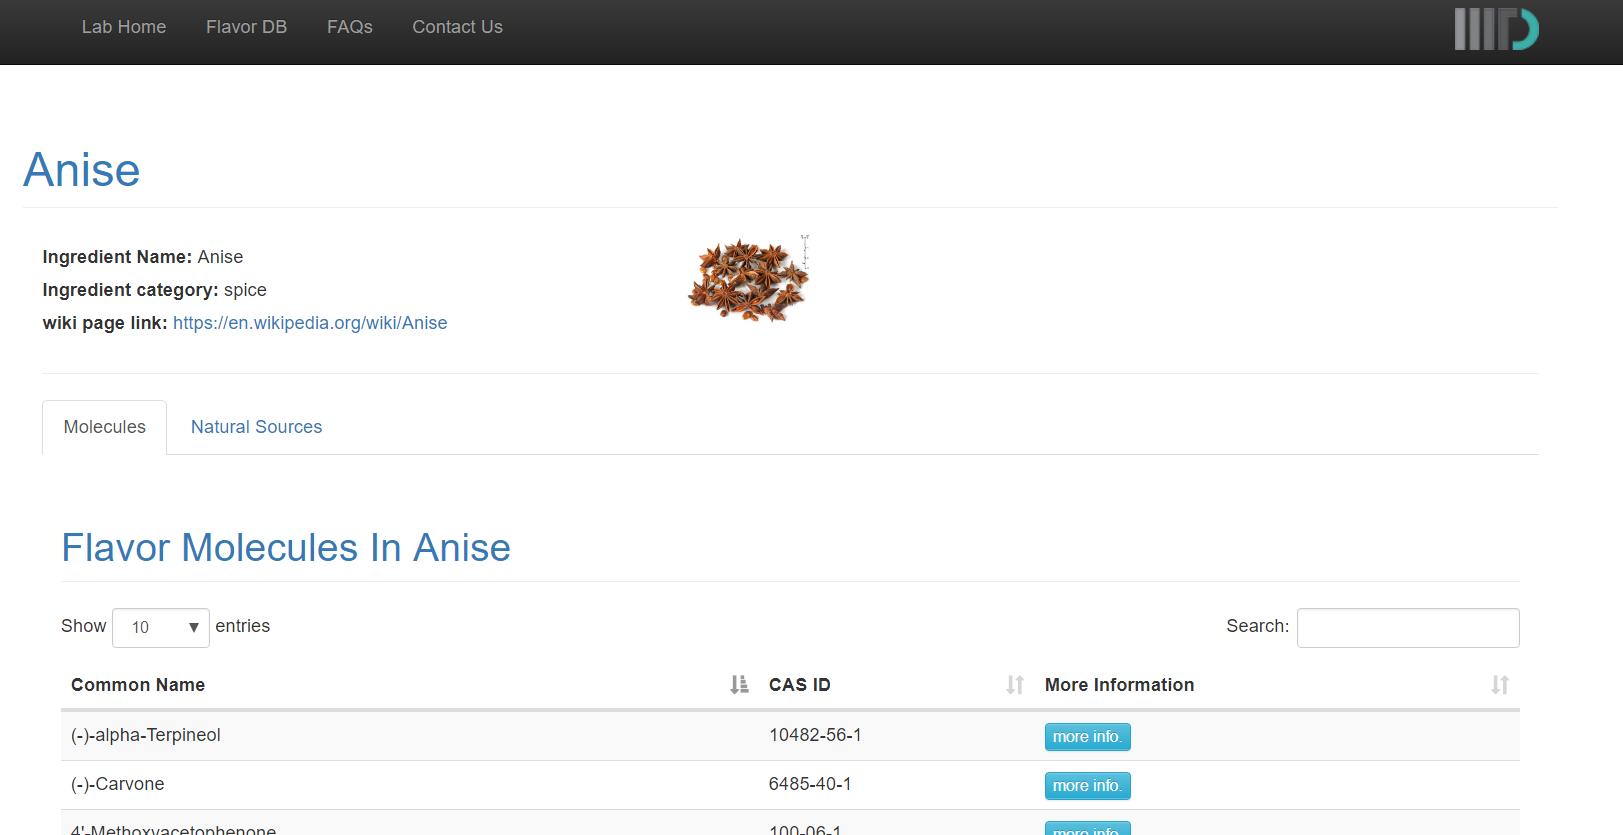 Lab Home Flavor DB FAQs Contact Us
Anise
Ingredient Name: Anise
Ingredient category: spice
wiki page link: https://en.wikipedia.org/wiki/Anise
Molecules Natural Sources
Flavor Molecules In Anise
Show 10 entries Search:
Common Name CAS ID More Information
(-)-alpha-Terpineol 10482-56-1 more info.
(-)-Carvone 6485-40-1 more info.
4'-Methoxyacetophenone 100-06-1 more info.